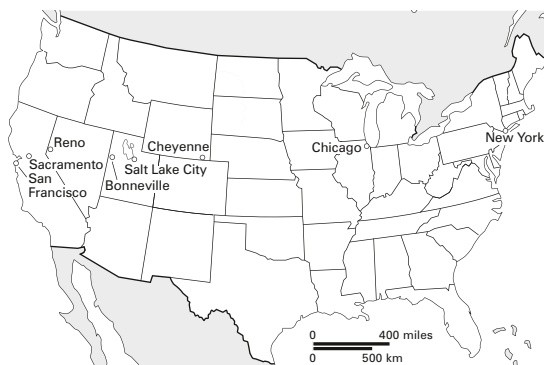 Reno
Sacramento
San
Francisco
Cheyenne
Salt Lake City
Bonneville
Chicago
New York
0 400 miles
0 500 km